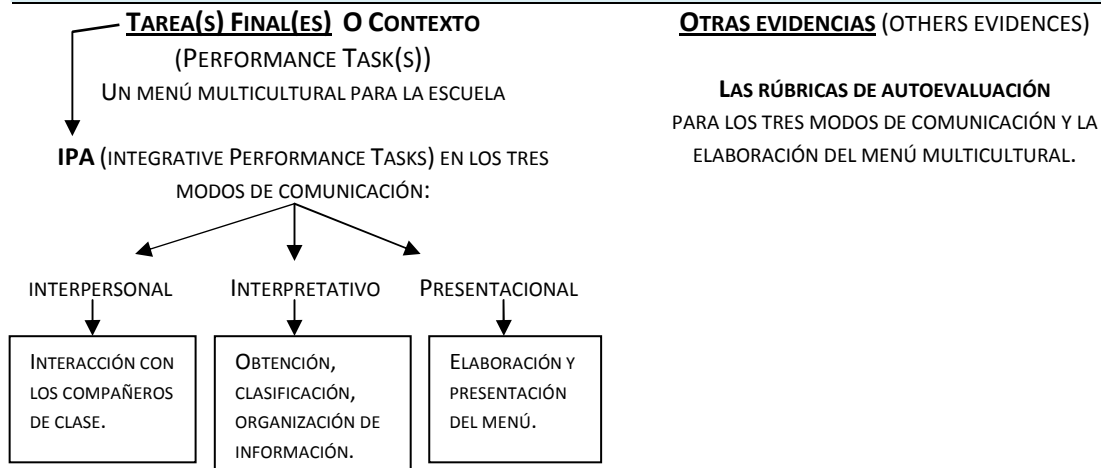 TAREA(S) FINAL(ES) O CONTEXTO
(PERFORMANCE TASK(S))
UN MENÚ MULTICULTURAL PARA LA ESCUELA
IPA (INTEGRATIVE PERFORMANCE TASKS) EN LOS TRES
MODOS DE COMUNICACIÓN:
INTERPERSONAL
INTERPRETATIVO
PRESENTACIONAL
INTERACCIÓN CON
LOS COMPAÑEROS
DE CLASE.
OBTENCIÓN,
CLASIFICACIÓN,
ORGANIZACIÓN DE
INFORMACIÓN.
ELABORACIÓN Y
PRESENTACIÓN
DEL MENÚ.
OTRAS EVIDENCIAS (OTHERS EVIDENCES)
LAS RÚBRICAS DE AUTOEVALUACIÓN
PARA LOS TRES MODOS DE COMUNICACIÓN Y LA
ELABORACIÓN DEL MENÚ MULTICULTURAL.